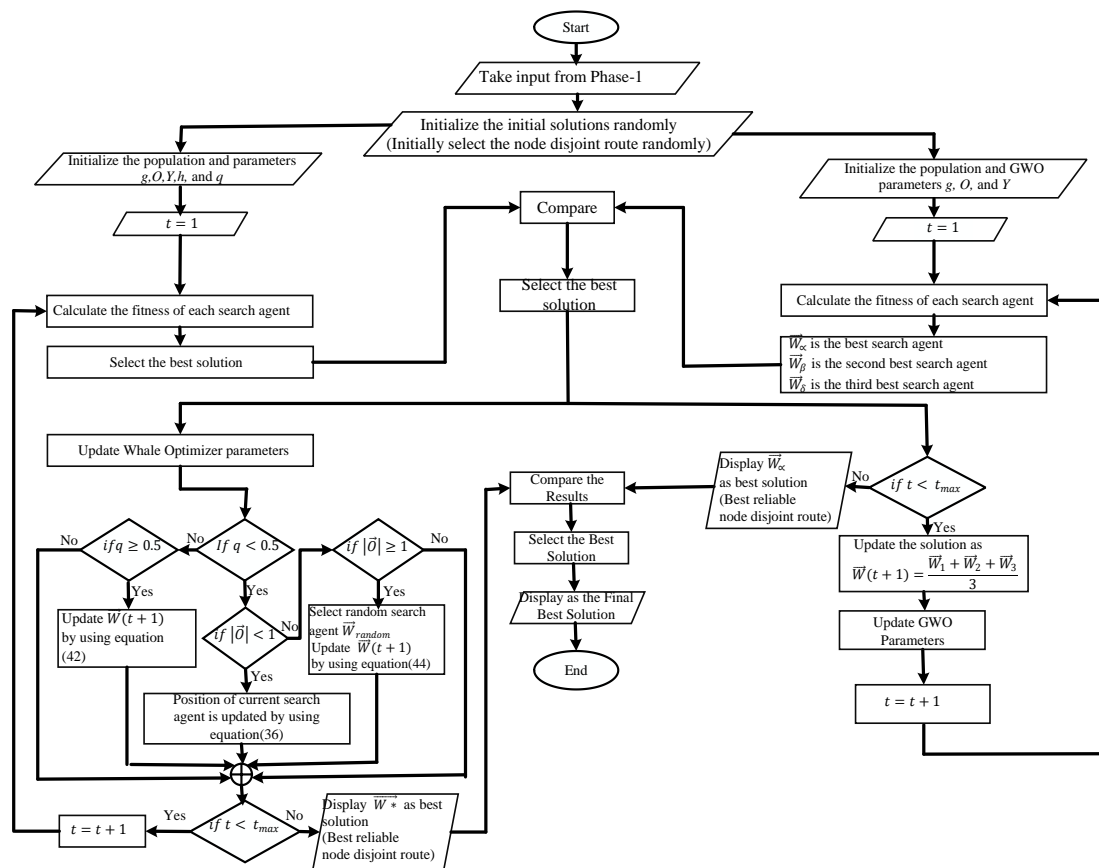 Start
Take input from Phase-1
Initialize the initial solutions randomly
(Initially select the node disjoint route randomly)
Initialize the population and parameters
g,O,Y,h, and q
t = 1
Calculate the fitness of each search agent
Select the best solution
Compare
Select the best
solution
Initialize the population and GWO
parameters g, O, and Y
t = 1
Calculate the fitness of each search agent
W⃗∝ is the best search agent
W⃗β is the second best search agent
W⃗δ is the third best search agent
Update Whale Optimizer parameters
No
if q ≥ 0.5
No
If q < 0.5
if |O⃗| ≥ 1
No
Yes
Yes
Yes
Update W⃗(t + 1)
by using equation
(42)
if |O⃗| < 1
No
Select random search
agent W⃗random
Update W⃗(t + 1)
by using equation(44)
Yes
Position of current search
agent is updated by using
equation(36)
t = t + 1
Yes
if t < tmax
No
Display W⃗* as best
solution
(Best reliable
node disjoint route)
Compare the
Results
Select the Best
Solution
Display as the Final
Best Solution
End
Display W⃗∝
as best solution
(Best reliable
node disjoint route)
No
if t < tmax
Yes
Update the solution as
W⃗(t + 1) = (W⃗1 + W⃗2 + W⃗3)/3
Update GWO
Parameters
t = t + 1